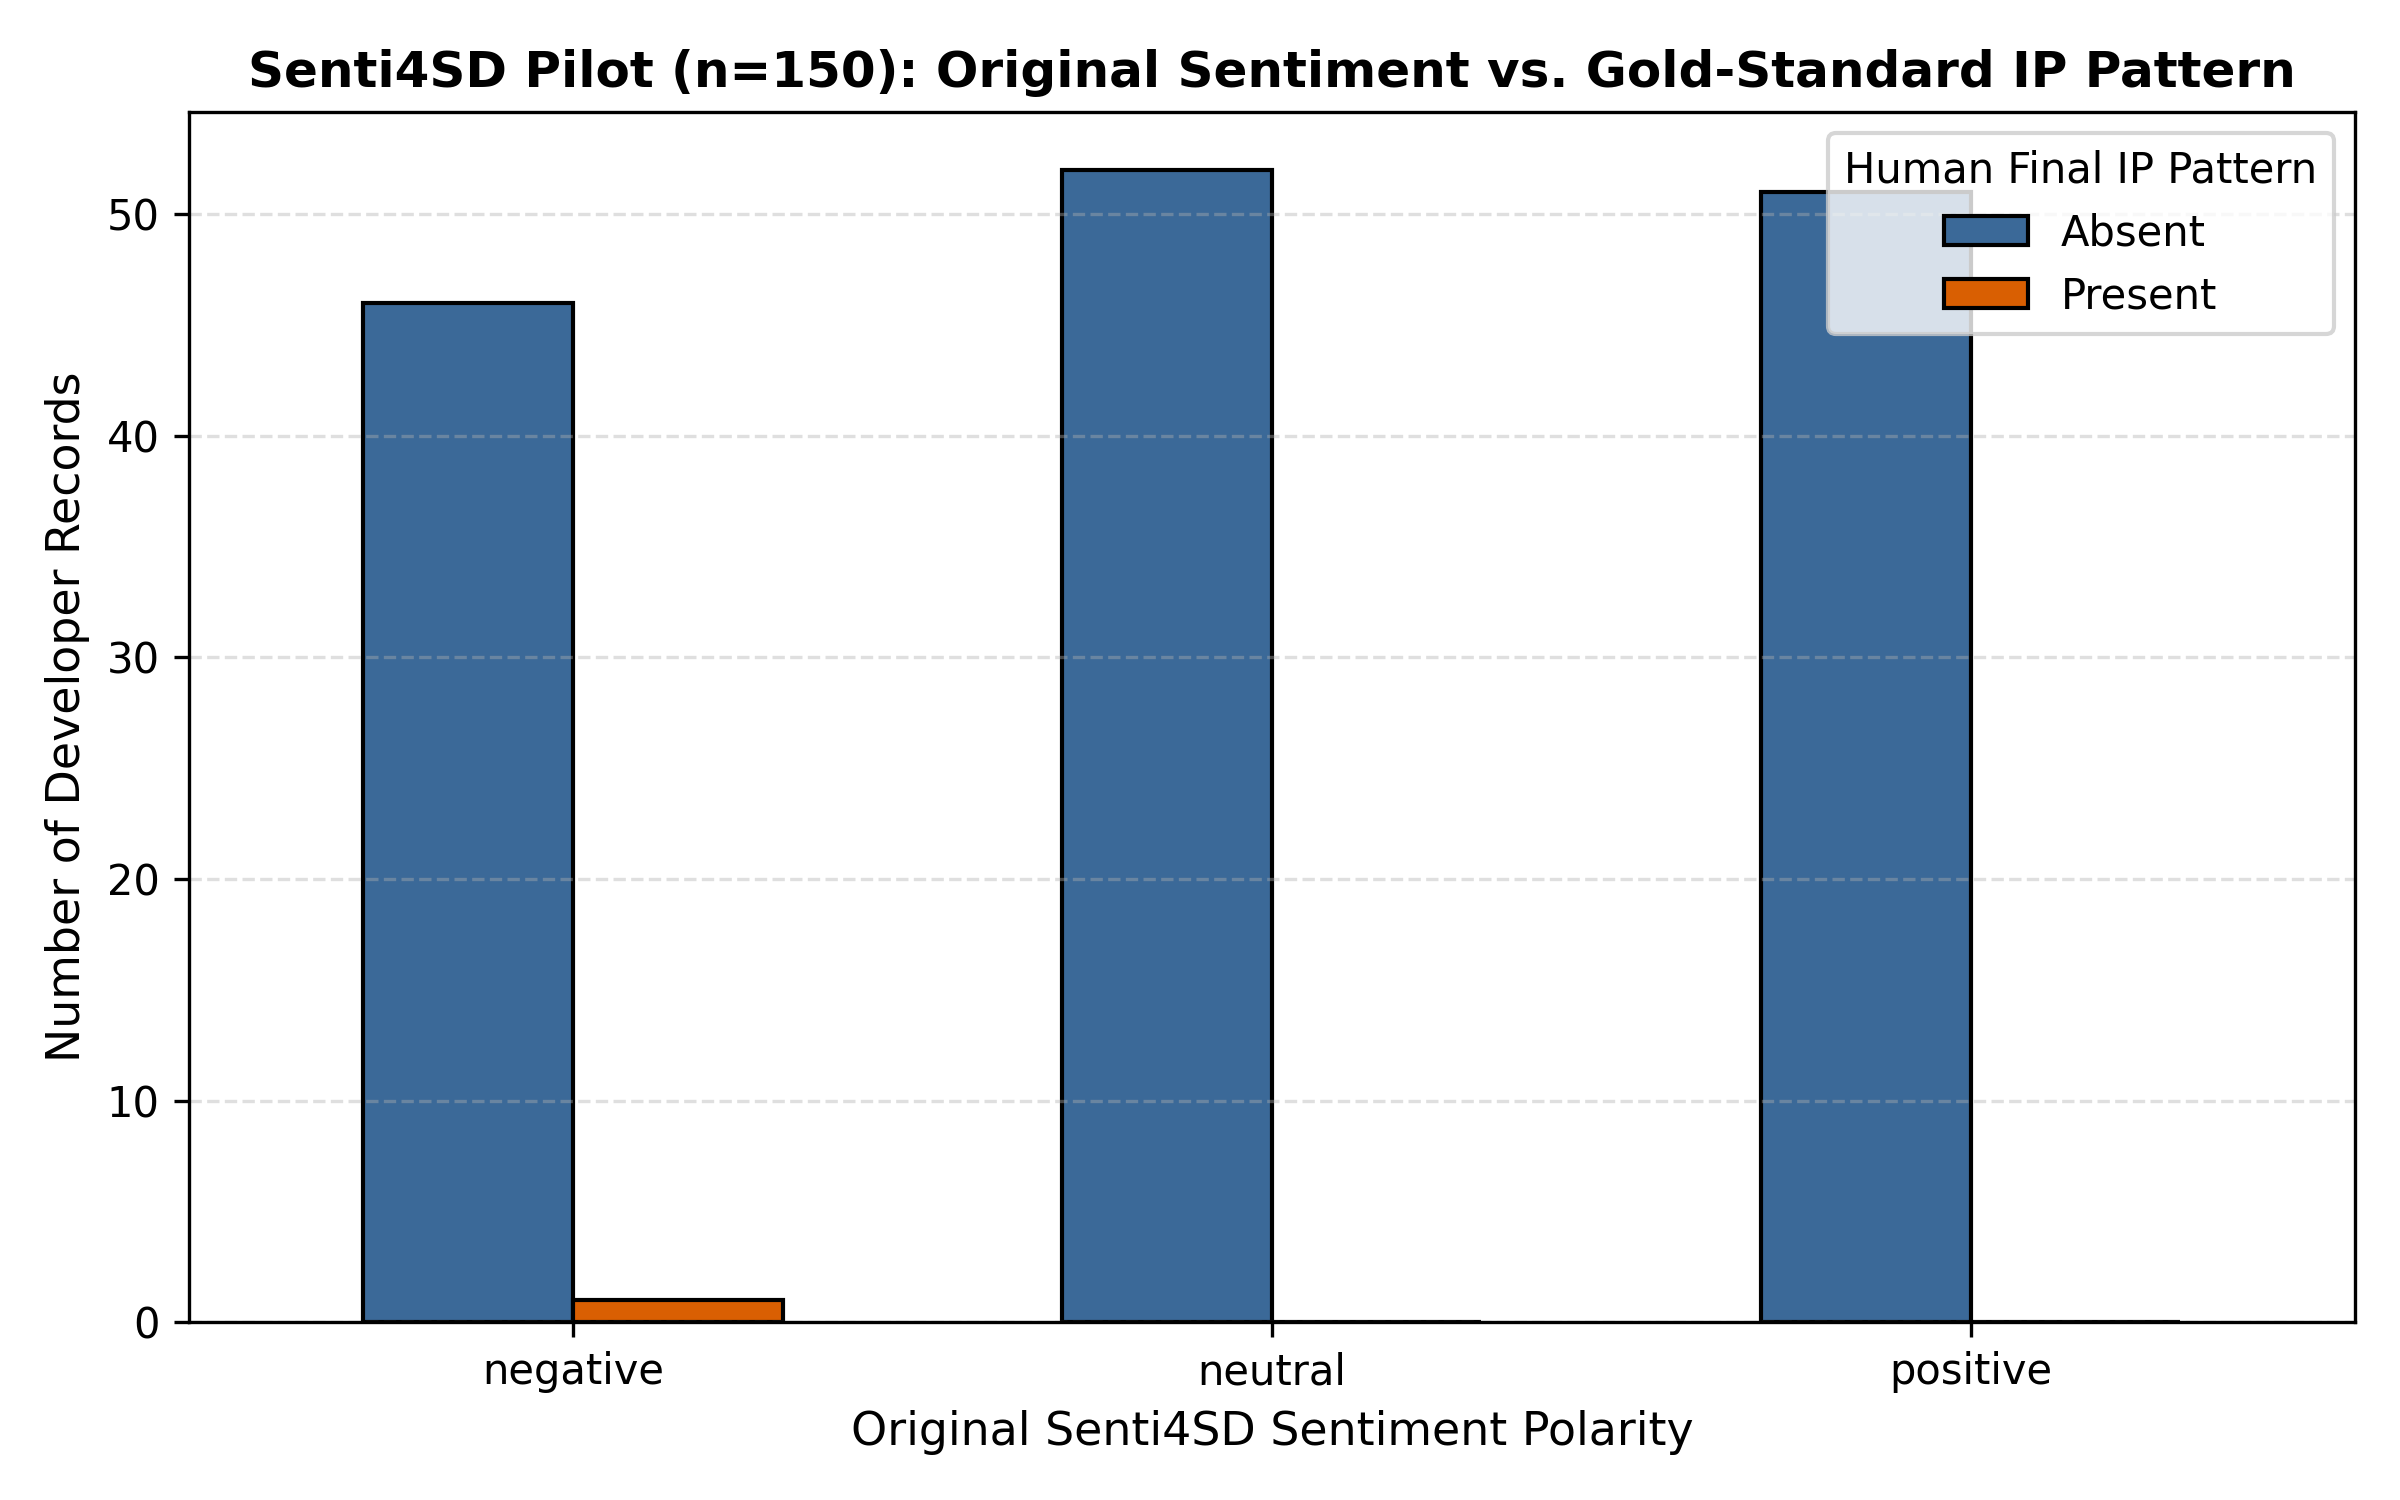 Senti4SD Pilot (n=150): Original Sentiment vs. Gold-Standard IP Pattern
Human Final IP Pattern
Absent
Present
Number of Developer Records
50
40
30
20
10
0
negative neutral positive
Original Senti4SD Sentiment Polarity